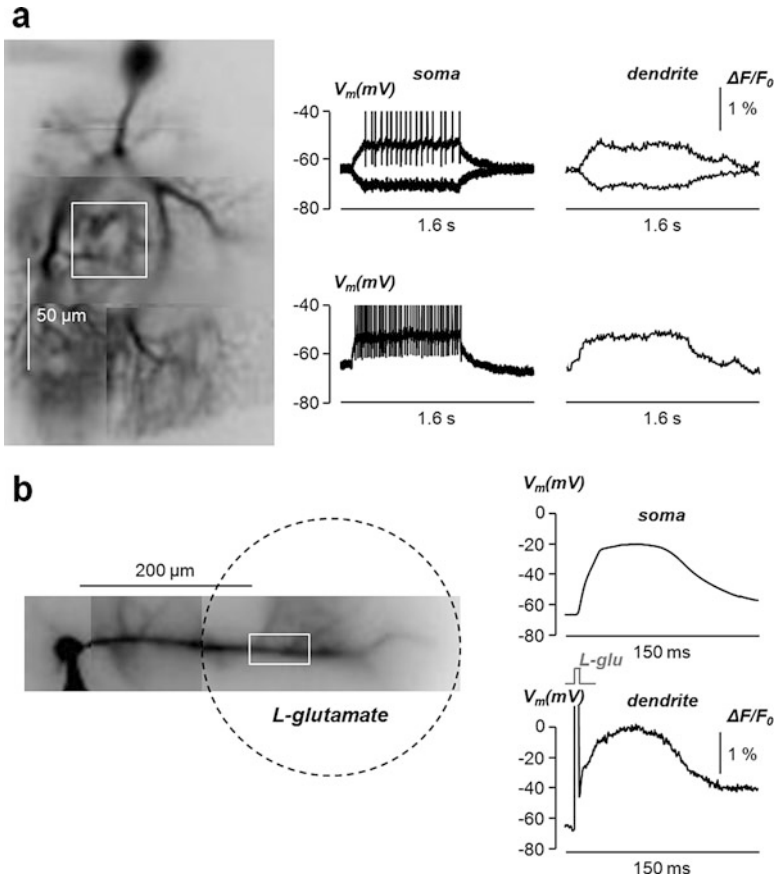 a
soma
dendrite
ΔF/F₀
Vm(mV)
1 %
-40
-60
-80
1.6 s
1.6 s
50 µm
Vm(mV)
-40
-60
-80
1.6 s
1.6 s
b
200 µm
L-glutamate
Vm(mV)
soma
0
-20
-40
-60
-80
150 ms
L-glu
Vm(mV)
dendrite
ΔF/F₀
1 %
0
-20
-40
-60
-80
150 ms